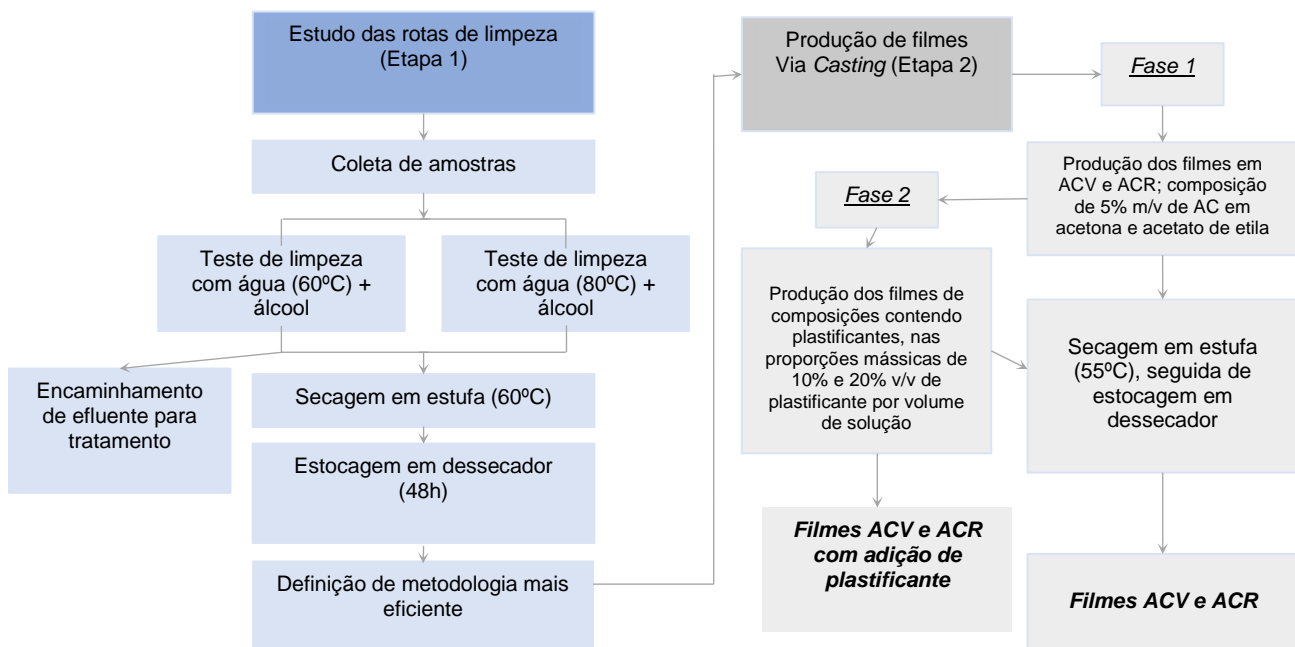 Estudo das rotas de limpeza
(Etapa 1)
Coleta de amostras
Teste de limpeza
com água (60ºC) +
álcool
Teste de limpeza
com água (80ºC) +
álcool
Encaminhamento
de efluente para
tratamento
Secagem em estufa (60ºC)
Estocagem em dessecador
(48h)
Definição de metodologia mais
eficiente
Produção de filmes
Via Casting (Etapa 2)
Fase 1
Produção dos filmes em
ACV e ACR; composição
de 5% m/v de AC em
acetona e acetato de etila
Fase 2
Produção dos filmes de
composições contendo
plastificantes, nas
proporções mássicas de
10% e 20% v/v de
plastificante por volume
de solução
Secagem em estufa
(55ºC), seguida de
estocagem em
dessecador
Filmes ACV e ACR
com adição de
plastificante
Filmes ACV e ACR